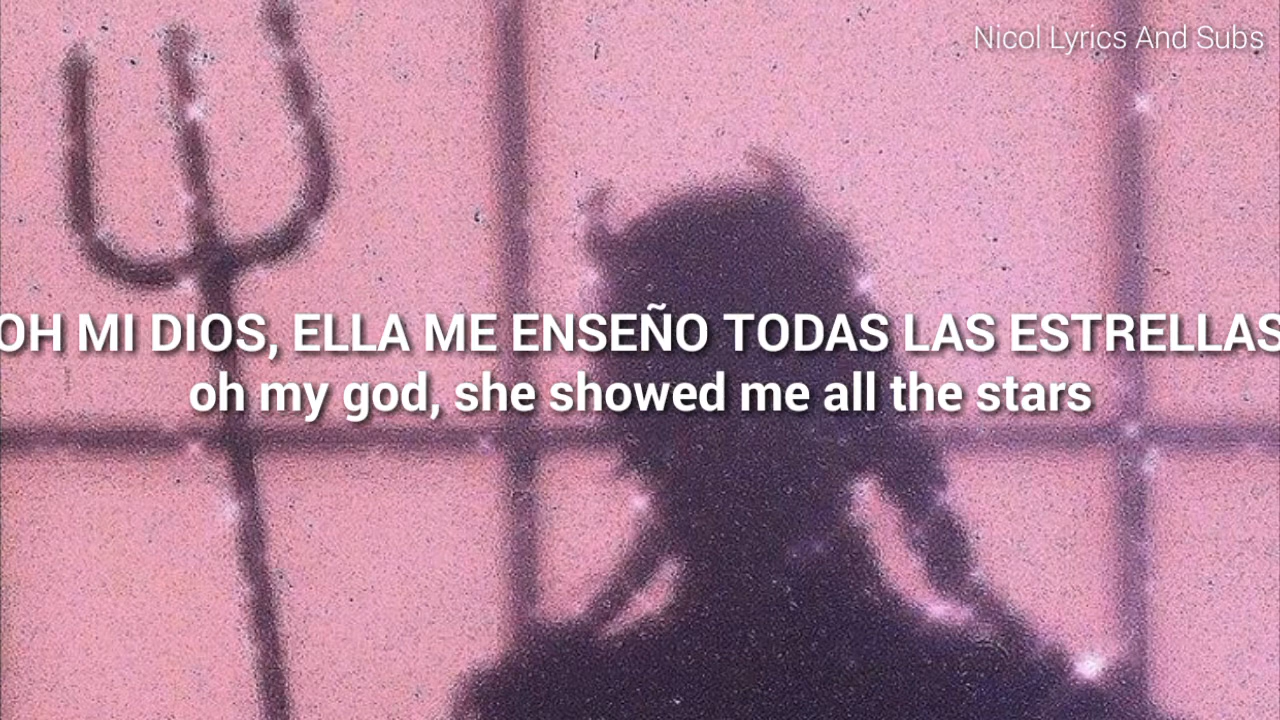 Nicol Lyrics And Subs
OH MI DIOS, ELLA ME ENSEÑO TODAS LAS ESTRELLAS
oh my god, she showed me all the stars